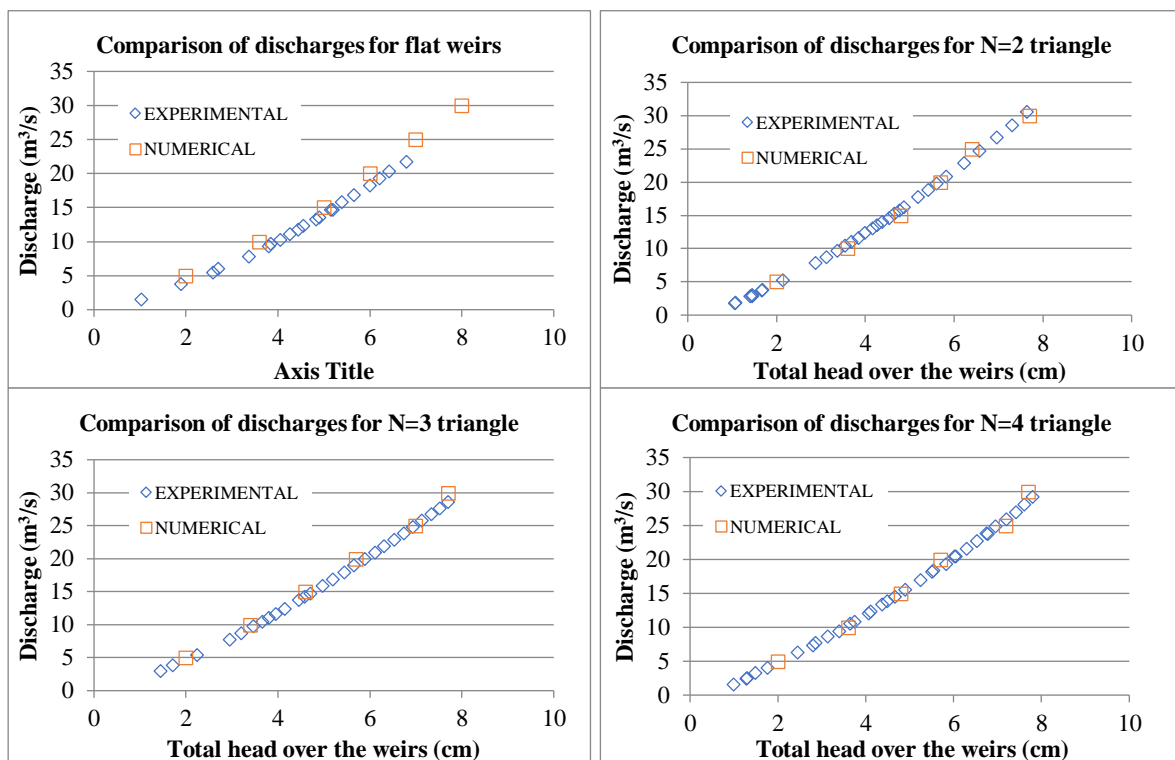 Comparison of discharges for flat weirs
35
30
25
20
15
10
5
0
Discharge (m³/s)
EXPERIMENTAL
NUMERICAL
0 2 4 6 8 10
Axis Title
Comparison of discharges for N=2 triangle
35
30
25
20
15
10
5
0
Discharge (m³/s)
EXPERIMENTAL
NUMERICAL
0 2 4 6 8 10
Total head over the weirs (cm)
Comparison of discharges for N=3 triangle
35
30
25
20
15
10
5
0
Discharge (m³/s)
EXPERIMENTAL
NUMERICAL
0 2 4 6 8 10
Total head over the weirs (cm)
Comparison of discharges for N=4 triangle
35
30
25
20
15
10
5
0
Discharge (m³/s)
EXPERIMENTAL
NUMERICAL
0 2 4 6 8 10
Total head over the weirs (cm)